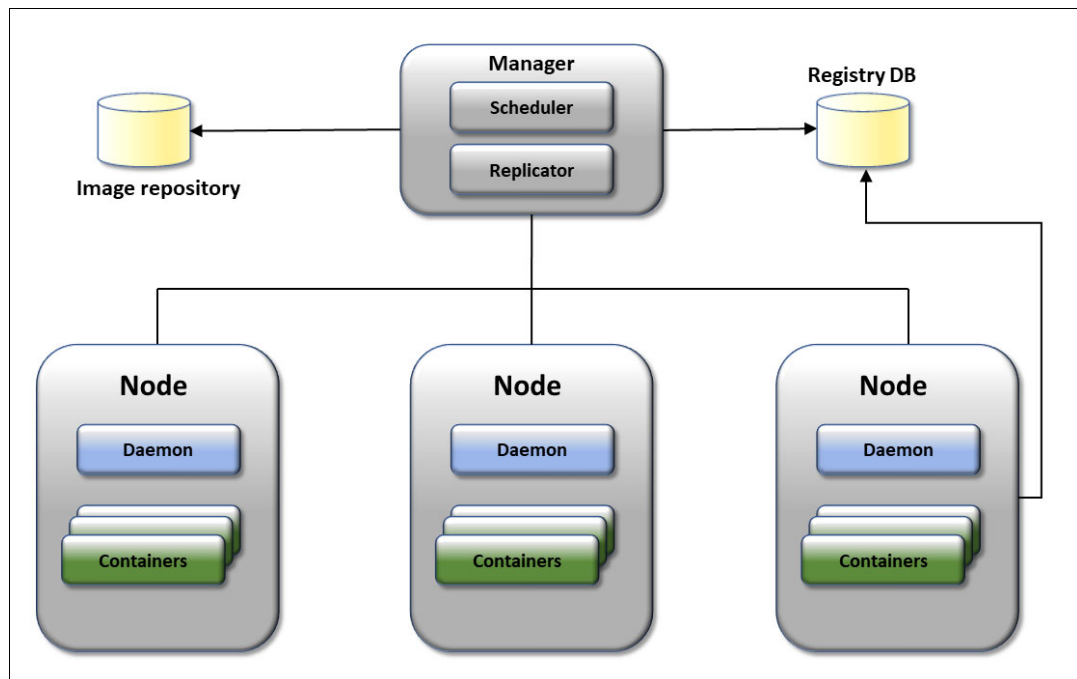 Manager
Scheduler
Replicator
Image repository
Registry DB
Node
Daemon
Containers
Node
Daemon
Containers
Node
Daemon
Containers